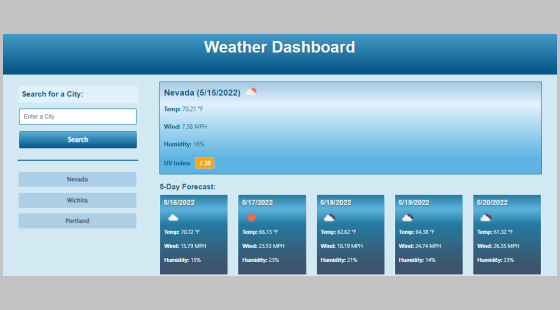 Weather Dashboard
Search for a City:
Enter a City
Search
Nevada
Wichita
Portland
Nevada (5/15/2022)
Temp: 70.21 °F
Wind: 7.58 MPH
Humidity: 16%
UV Index: 7.38
5-Day Forecast:
5/16/2022
Temp: 70.72 °F
Wind: 15.79 MPH
Humidity: 15%
5/17/2022
Temp: 66.13 °F
Wind: 23.53 MPH
Humidity: 23%
5/18/2022
Temp: 62.62 °F
Wind: 18.19 MPH
Humidity: 21%
5/19/2022
Temp: 64.38 °F
Wind: 24.74 MPH
Humidity: 14%
5/20/2022
Temp: 61.32 °F
Wind: 26.35 MPH
Humidity: 23%